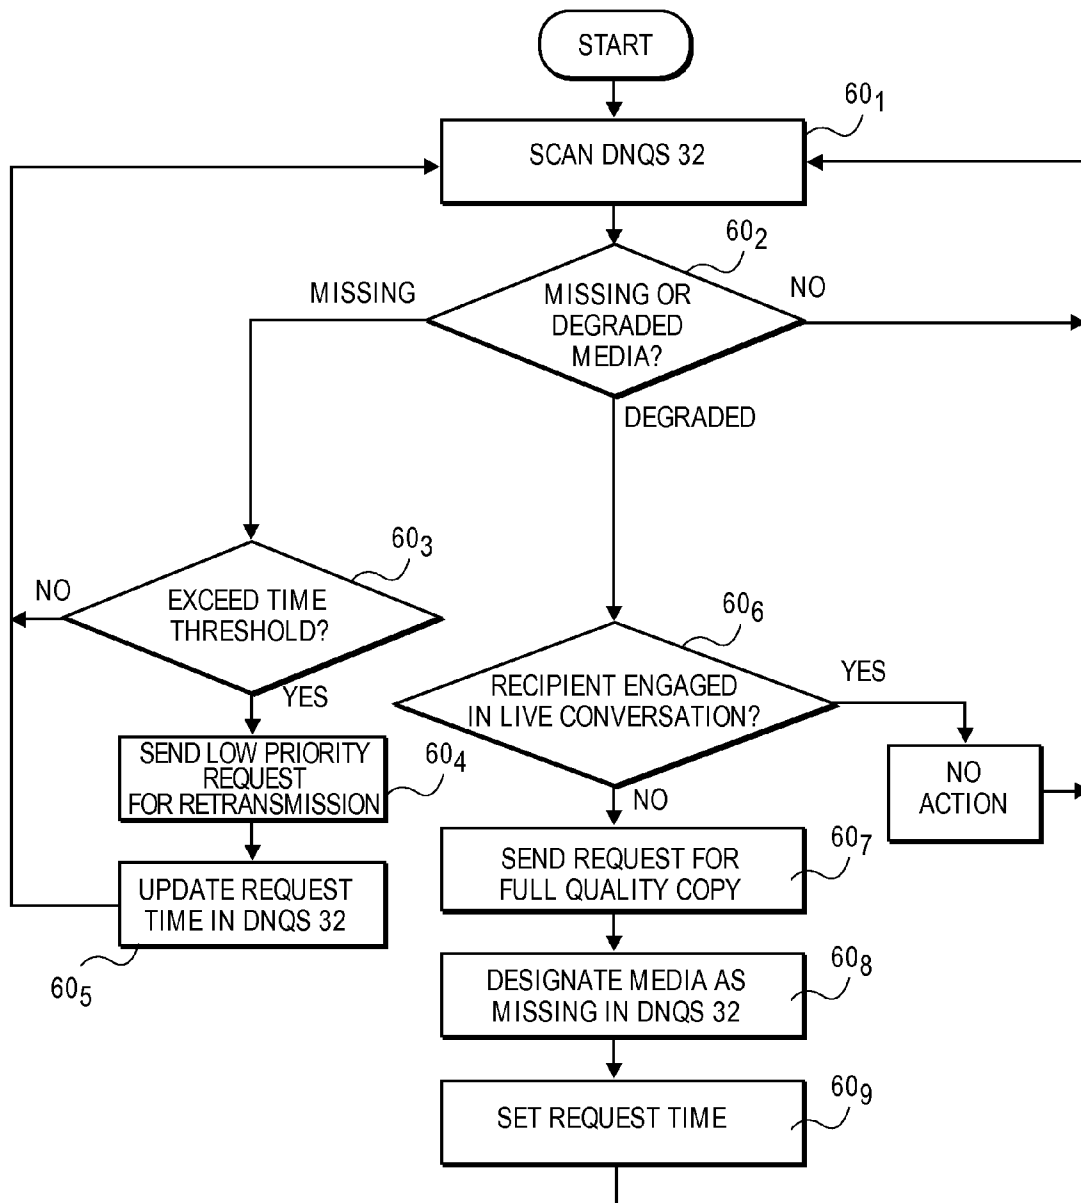 START
60₁
SCAN DNQS 32
60₂
MISSING
MISSING OR
DEGRADED
MEDIA?
NO
DEGRADED
60₃
NO
EXCEED TIME
THRESHOLD?
YES
60₆
RECIPIENT ENGAGED
IN LIVE CONVERSATION?
YES
SEND LOW PRIORITY
REQUEST
FOR RETRANSMISSION
60₄
NO
NO
ACTION
SEND REQUEST FOR
FULL QUALITY COPY
60₇
UPDATE REQUEST
TIME IN DNQS 32
60₅
DESIGNATE MEDIA AS
MISSING IN DNQS 32
60₈
SET REQUEST TIME
60₉